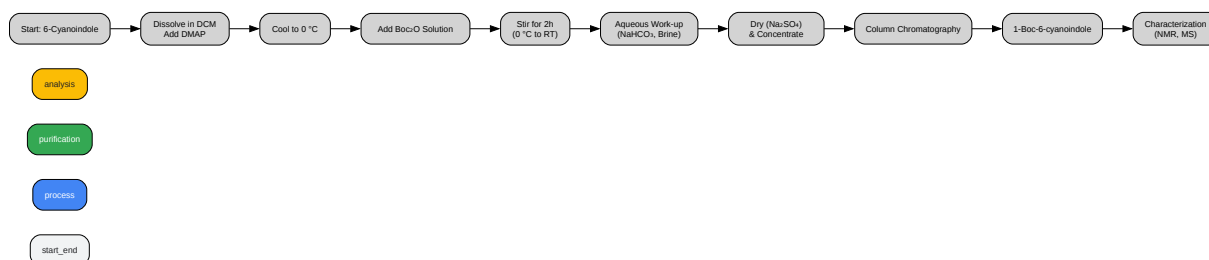 Start: 6-Cyanoindole
Dissolve in DCM
Add DMAP
Cool to 0 °C
Add Boc₂O Solution
Stir for 2h
(0 °C to RT)
Aqueous Work-up
(NaHCO₃, Brine)
Dry (Na₂SO₄)
& Concentrate
Column Chromatography
1-Boc-6-cyanoindole
Characterization
(NMR, MS)
analysis
purification
process
start_end